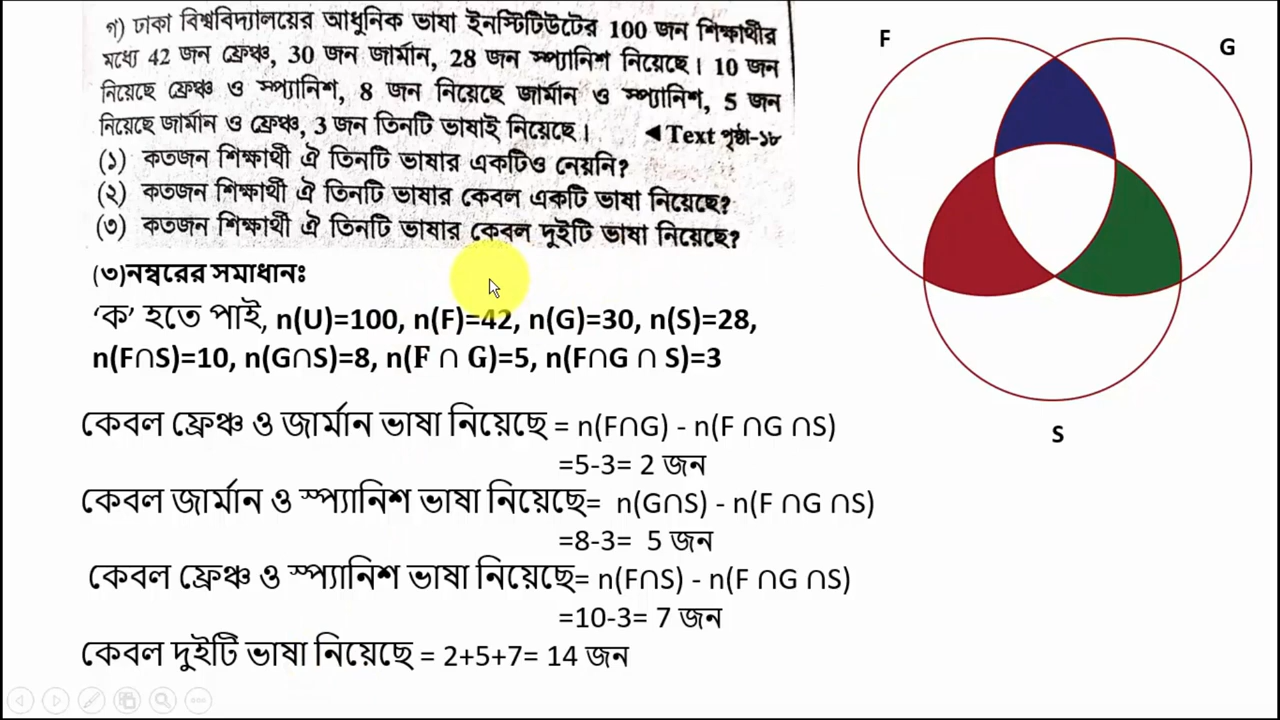 গ) ঢাকা বিশ্ববিদ্যালয়ের আধুনিক ভাষা ইনস্টিটিউটের 100 জন শিক্ষার্থীর
মধ্যে 42 জন ফ্রেঞ্চ, 30 জন জার্মান, 28 জন স্প্যানিশ নিয়েছে। 10 জন
নিয়েছে ফ্রেঞ্চ ও স্প্যানিশ, 8 জন নিয়েছে জার্মান ও স্প্যানিশ, 5 জন
নিয়েছে জার্মান ও ফ্রেঞ্চ, 3 জন তিনটি ভাষাই নিয়েছে। ◄Text পৃষ্ঠা-১৮
(১) কতজন শিক্ষার্থী ঐ তিনটি ভাষার একটিও নেয়নি?
(২) কতজন শিক্ষার্থী ঐ তিনটি ভাষার কেবল একটি ভাষা নিয়েছে?
(৩) কতজন শিক্ষার্থী ঐ তিনটি ভাষার কেবল দুইটি ভাষা নিয়েছে?
(৩)নম্বরের সমাধানঃ
‘ক’ হতে পাই, n(U)=100, n(F)=42, n(G)=30, n(S)=28,
n(F∩S)=10, n(G∩S)=8, n(F ∩ G)=5, n(F∩G ∩ S)=3
কেবল ফ্রেঞ্চ ও জার্মান ভাষা নিয়েছে = n(F∩G) - n(F ∩G ∩S)
=5-3= 2 জন
কেবল জার্মান ও স্প্যানিশ ভাষা নিয়েছে= n(G∩S) - n(F ∩G ∩S)
=8-3= 5 জন
কেবল ফ্রেঞ্চ ও স্প্যানিশ ভাষা নিয়েছে= n(F∩S) - n(F ∩G ∩S)
=10-3= 7 জন
কেবল দুইটি ভাষা নিয়েছে = 2+5+7= 14 জন
F
G
S